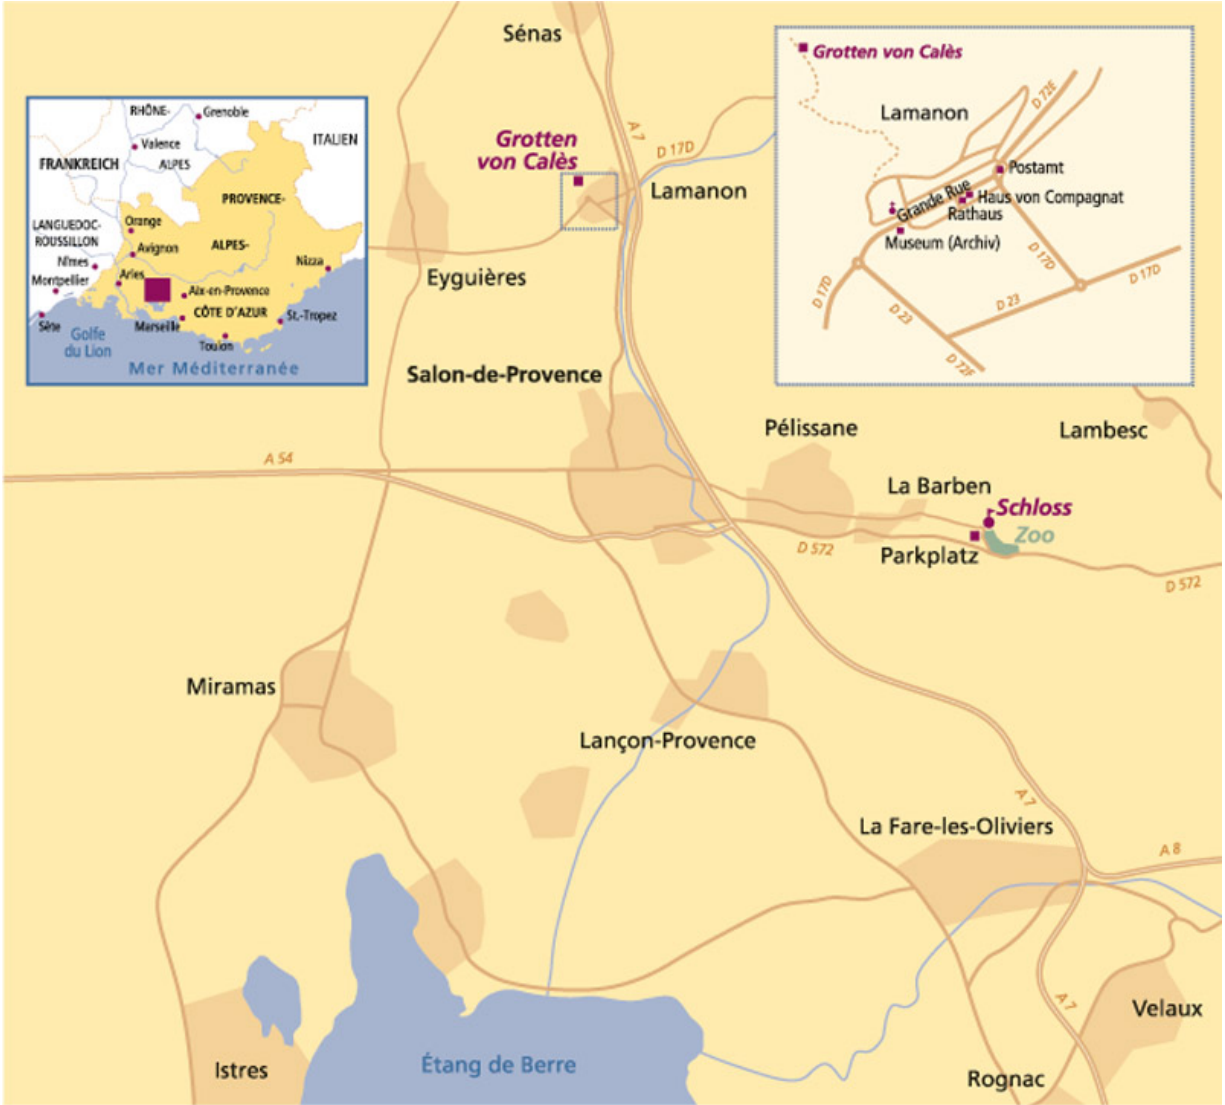 Sénas
Grotten
von Calès
A 7
D 17D
Lamanon
Eyguières
Salon-de-Provence
A 54
Pélissane
Lambesc
La Barben
Schloss
Zoo
Parkplatz
D 572
D 572
Miramas
Lançon-Provence
A 7
La Fare-les-Oliviers
A 8
A 7
Velaux
Istres
Étang de Berre
Rognac
RHÔNE-
Grenoble
ITALIEN
Valence
FRANKREICH
ALPES
PROVENCE-
LANGUEDOC-
ROUSSILLON
Orange
Avignon
ALPES-
Nîmes
Nizza
Montpellier
Arles
Aix-en-Provence
CÔTE D'AZUR
Sète
Marseille
St.-Tropez
Golfe
du Lion
Toulon
Mer Méditerranée
Grotten von Calès
D 72E
Lamanon
Postamt
Grande Rue
Haus von Compagnat
Rathaus
Museum (Archiv)
D 17D
D 17D
D 17D
D 23
D 23
D 72F